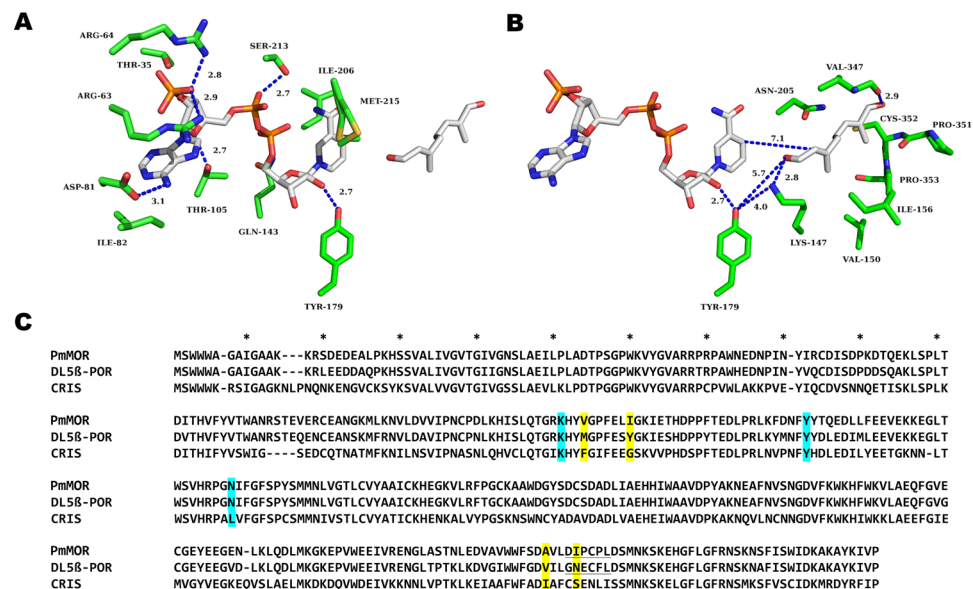 A
B
ARG-64
THR-35
SER-213
2.8
ILE-206
ARG-63
2.9
2.7
MET-215
2.7
ASP-81
3.1
THR-105
2.7
ILE-82
GLN-143
TYR-179
VAL-347
2.9
ASN-205
CYS-352
PRO-351
7.1
5.7
2.8
PRO-353
2.7
4.0
ILE-156
LYS-147
VAL-150
TYR-179
C
* * * * * * * * * *
PmMOR MSWWWA-GAIGAAK---KRSDEDEALPKHSSVALIVGVTGIVGNSLAEILPLADTPSGPWKVYGVARRPRPAWNEDNPIN-YIRCDISDPKDTQEKLSPLT
DL5ß-POR MSWWWA-GAIGAAK---KRLEEDDAQPKHSSVALIVGVTGIIGNSLAEILPLADTPGGPWKVYGVARRTRPAWHEDNPIN-YVQCDISDPDDSQAKLSPLT
CRIS MSWWWK-RSIGAGKNLPNQNKENGVCKSYKSVALVVGVTGIVGSSLAEVLKLPDTPGGPWKVYGVARRPCPVWLAKKPVE-YIQCDVSNNQETISKLSPLK
PmMOR DITHVFYVTWANRSTEVERCEANGKMLKNVLDVVIPNCPDLKHISLQTGRKHYVGPFELIGKIETHDPPFTEDLPRLKFDNFYYTQEDLLFEEVEKKEGLT
DL5ß-POR DVTHVFYVTWANRSTEQENCEANSKMFRNVLDAVIPNCPNLKHISLQTGRKHYMGPFESYGKIESHDPPYTEDLPRLKYMNFYYDLEDIMLEEVEKKEGLT
CRIS DITHIFYVSWIG----SEDCQTNATMFKNILNSVIPNASNLQHVCLQTGIKHYFGIFEEGSKVVPHDSPFTEDLPRLNVPNFYHDLEDILYEETGKNN-LT
PmMOR WSVHRPGNIFGFSPYSMMNLVGTLCVYAAICKHEGKVLRFPGCKAAWDGYSDCSDADLIAEHHIWAAVDPYAKNEAFNVSNGDVFKWKHFWKVLAEQFGVE
DL5ß-POR WSVHRPGNIFGFSPYSMMNLVGTLCVYAAICKHEGKVLRFTGCKAAWDGYSDCSDADLIAEHHIWAAVDPYAKNEAFNVSNGDVFKWKHFWKVLAEQFGVG
CRIS WSVHRPALVFGFSPCSMMNIVSTLCVYATICKHENKALVYPGSKNSWNCYADAVDADLVAEHEIWAAVDPKAKNQVLNCNNGDVFKWKHIWKKLAEEFGIE
PmMOR CGEYEEGEN-LKLQDLMKGKEPVWEEIVRENGLASTNLEDVAVWWFSDAVLDIPCPLDSMNKSKEHGFLGFRNSKNSFISWIDKAKAYKIVP
DL5ß-POR CGEYEEGVD-LKLQDLMKGKEPVWEEIVRENGLTPTKLKDVGIWWFGDVILGNECFLDSMNKSKEHGFLGFRNSKNAFISWIDKAKAYKIVP
CRIS MVGYVEGKEQVSLAELMKDKDQVWDEIVKKNNLVPTKLKEIAAFWFADIAFCSENLISSMNKSKELGFLGFRNSMKSFVSCIDKMRDYRFIP